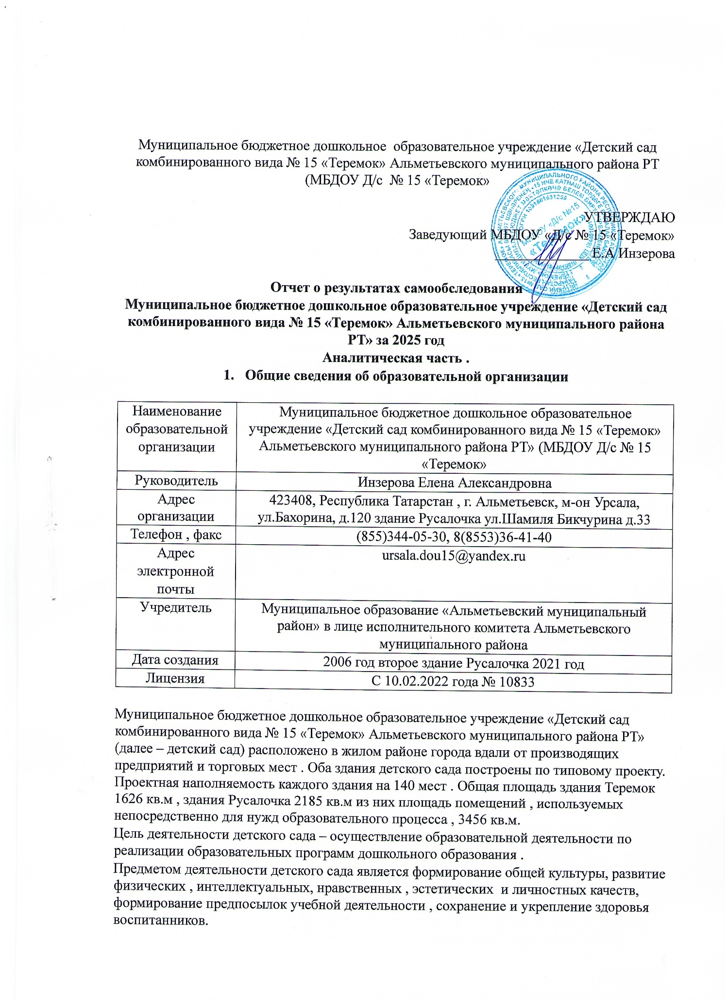 Муниципальное бюджетное дошкольное  образовательное учреждение «Детский сад
комбинированного вида № 15 «Теремок» Альметьевского муниципального района РТ
(МБДОУ Д/с  № 15 «Теремок»
УТВЕРЖДАЮ
Заведующий МБДОУ «Д/с № 15 «Теремок»
______________ Е.А Инзерова
МБДОУ «Д/с №15
«Теремок»
ОГРН 1021601631259
Отчет о результатах самообследования
Муниципальное бюджетное дошкольное образовательное учреждение «Детский сад
комбинированного вида № 15 «Теремок» Альметьевского муниципального района
РТ» за 2025 год
Аналитическая часть .
1. Общие сведения об образовательной организации
Наименование
образовательной
организации
Муниципальное бюджетное дошкольное образовательное
учреждение «Детский сад комбинированного вида № 15 «Теремок»
Альметьевского муниципального района РТ» (МБДОУ Д/с № 15
«Теремок»
Руководитель
Инзерова Елена Александровна
Адрес
организации
423408, Республика Татарстан , г. Альметьевск, м-он Урсала,
ул.Бахорина, д.120 здание Русалочка ул.Шамиля Бикчурина д.33
Телефон , факс
(855)344-05-30, 8(8553)36-41-40
Адрес
электронной
почты
ursala.dou15@yandex.ru
Учредитель
Муниципальное образование «Альметьевский муниципальный
район» в лице исполнительного комитета Альметьевского
муниципального района
Дата создания
2006 год второе здание Русалочка 2021 год
Лицензия
С 10.02.2022 года № 10833
Муниципальное бюджетное дошкольное образовательное учреждение «Детский сад
комбинированного вида № 15 «Теремок» Альметьевского муниципального района РТ»
(далее – детский сад) расположено в жилом районе города вдали от производящих
предприятий и торговых мест . Оба здания детского сада построены по типовому проекту.
Проектная наполняемость каждого здания на 140 мест . Общая площадь здания Теремок
1626 кв.м , здания Русалочка 2185 кв.м из них площадь помещений , используемых
непосредственно для нужд образовательного процесса , 3456 кв.м.
Цель деятельности детского сада – осуществление образовательной деятельности по
реализации образовательных программ дошкольного образования .
Предметом деятельности детского сада является формирование общей культуры, развитие
физических , интеллектуальных, нравственных , эстетических  и личностных качеств,
формирование предпосылок учебной деятельности , сохранение и укрепление здоровья
воспитанников.